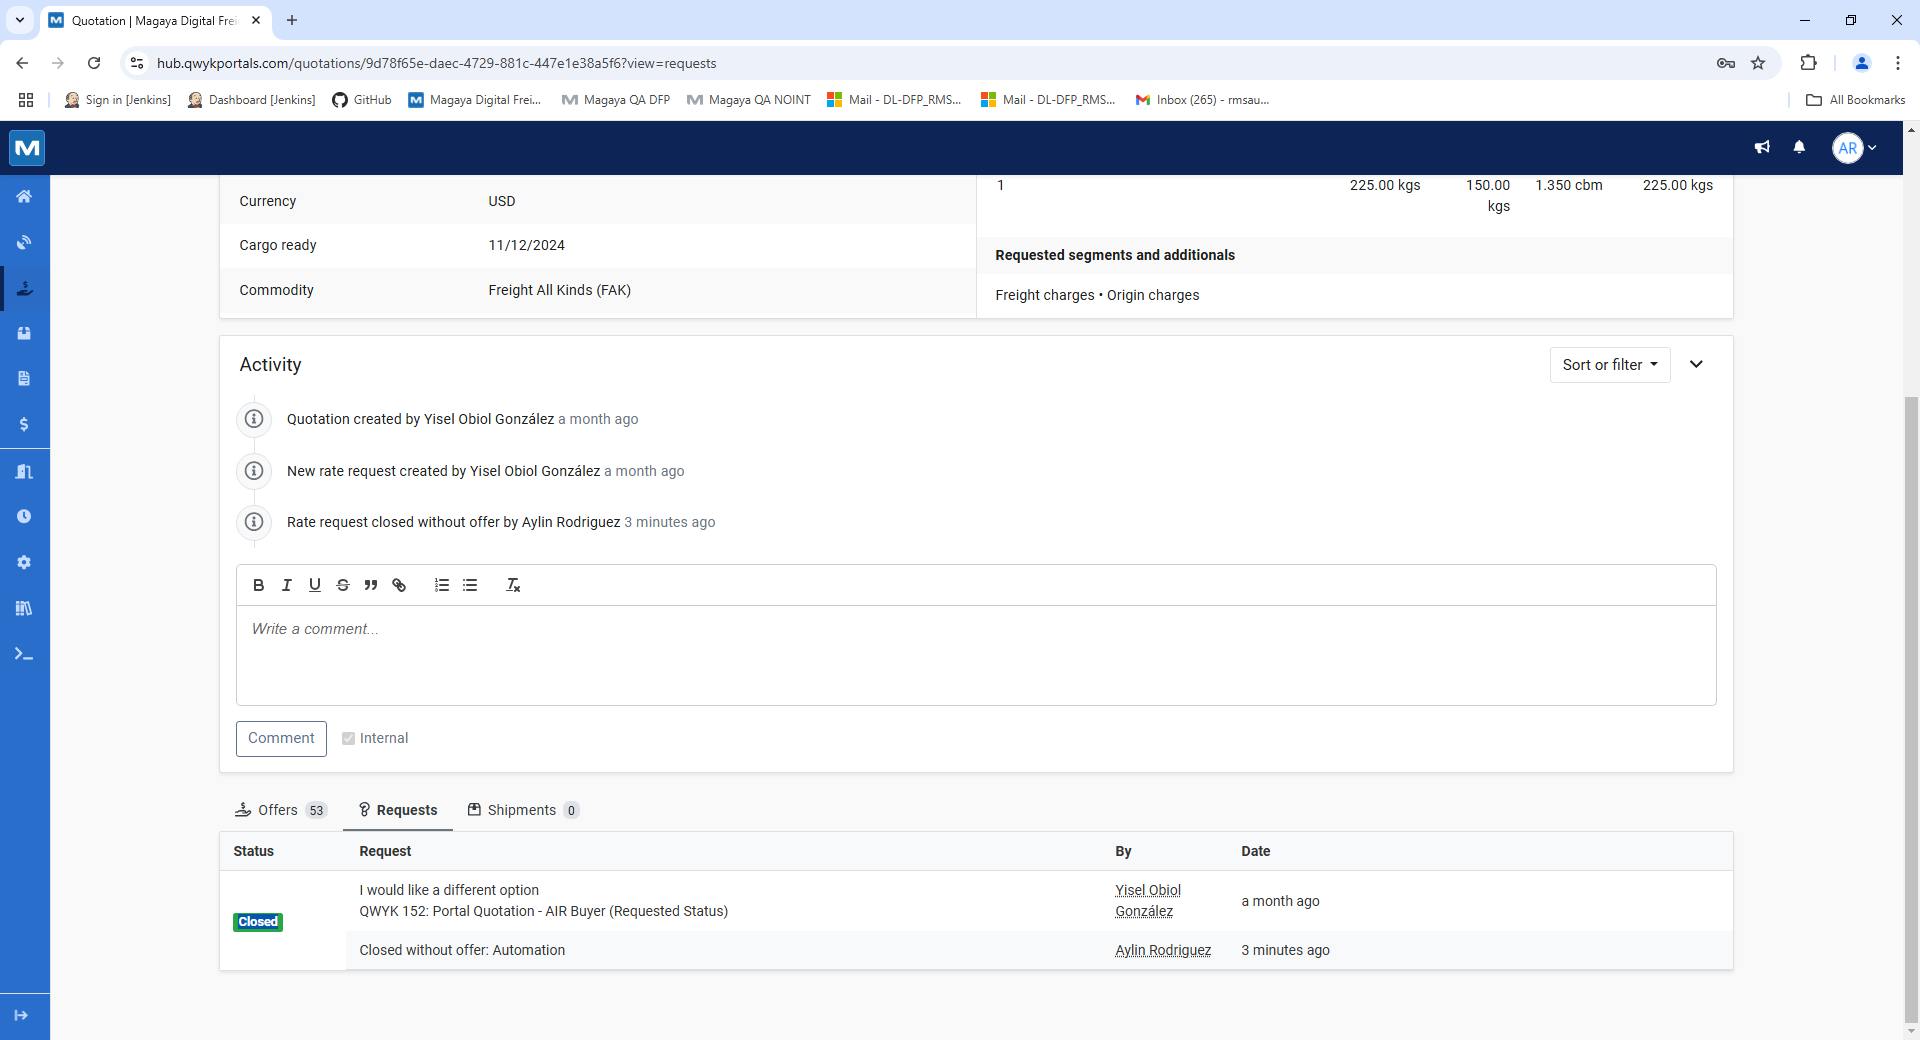 Quotation | Magaya Digital Frei
hub.qwykportals.com/quotations/9d78f65e-daec-4729-881c-447e1e38a5f6?view=requests
Sign in [Jenkins]
Dashboard [Jenkins]
GitHub
Magaya Digital Frei...
Magaya QA DFP
Magaya QA NOINT
Mail - DL-DFP_RMS...
Mail - DL-DFP_RMS...
Inbox (265) - rmsau...
All Bookmarks
AR
Currency USD
Cargo ready 11/12/2024
Commodity Freight All Kinds (FAK)
1 225.00 kgs 150.00 kgs 1.350 cbm 225.00 kgs
Requested segments and additionals
Freight charges • Origin charges
Activity
Sort or filter
Quotation created by Yisel Obiol González a month ago
New rate request created by Yisel Obiol González a month ago
Rate request closed without offer by Aylin Rodriguez 3 minutes ago
Write a comment...
Comment
Internal
Offers 53
Requests
Shipments 0
Status Request By Date
Closed
I would like a different option
QWYK 152: Portal Quotation - AIR Buyer (Requested Status)
Yisel Obiol
González
a month ago
Closed without offer: Automation Aylin Rodriguez 3 minutes ago